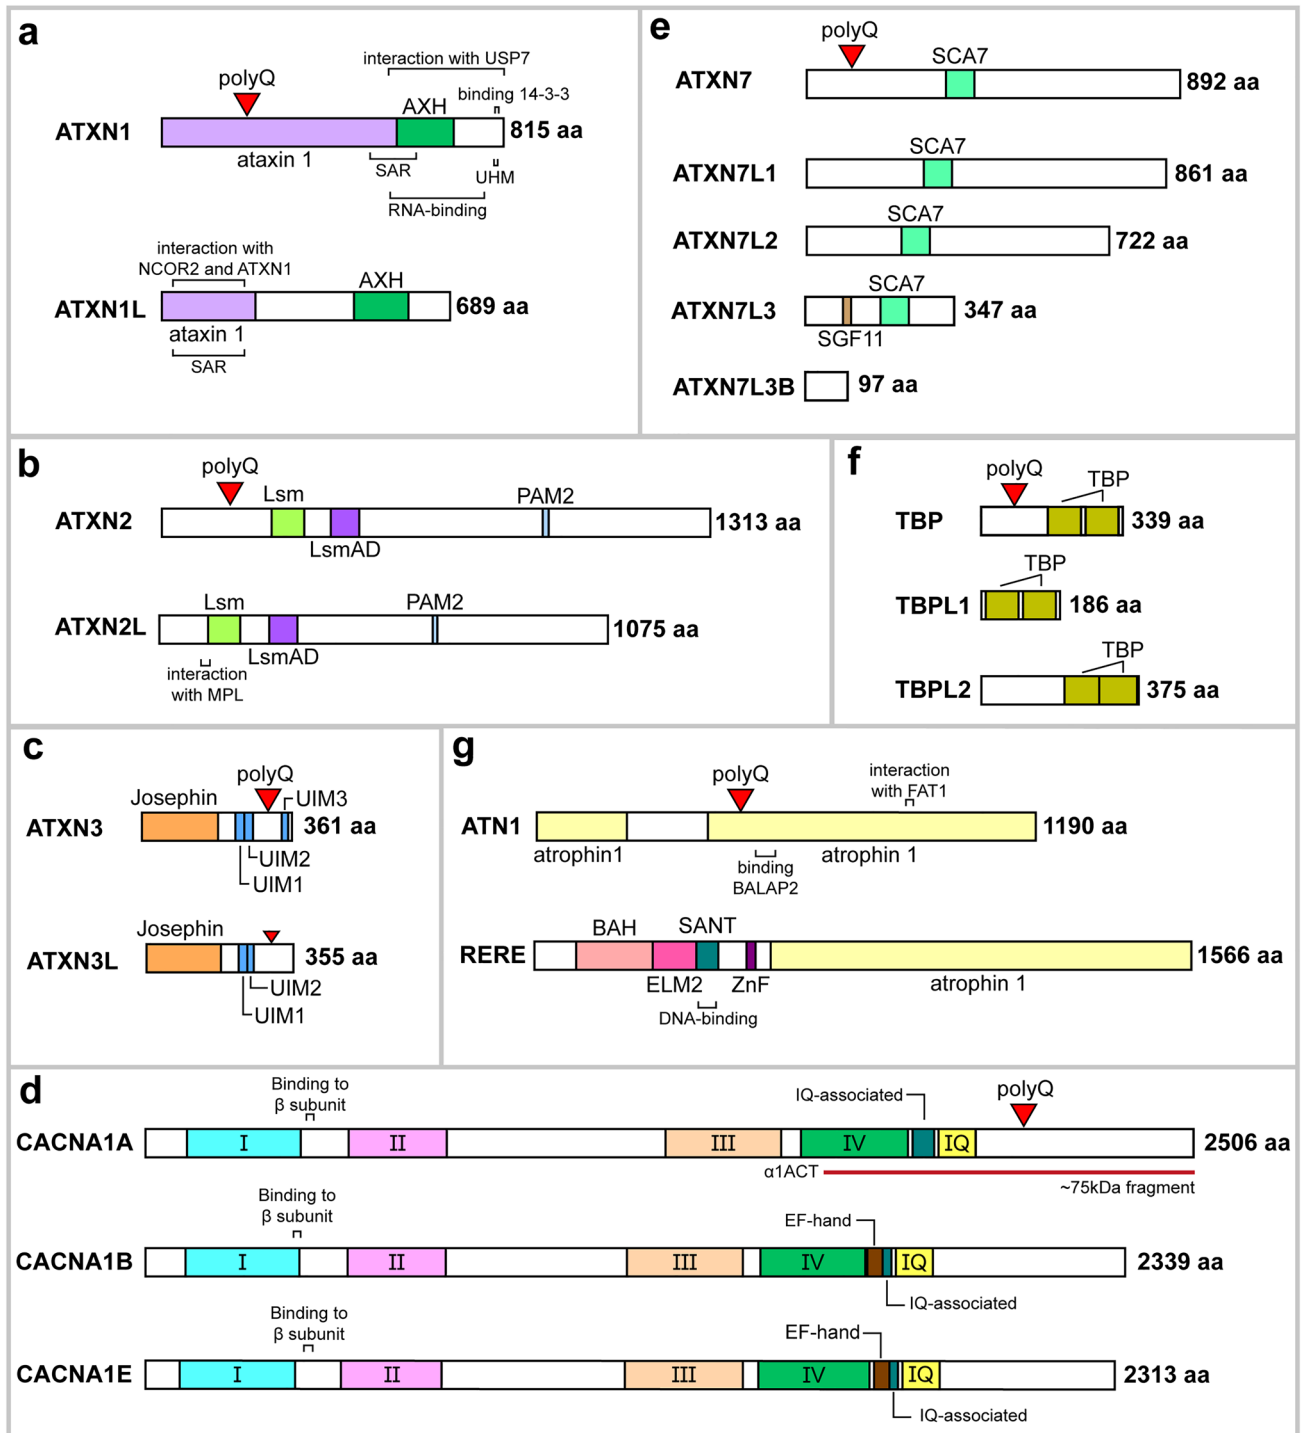 a
interaction with USP7
polyQ
binding 14-3-3
AXH
ATXN1
815 aa
ataxin 1
SAR
UHM
RNA-binding
interaction with
NCOR2 and ATXN1
AXH
ATXN1L
689 aa
ataxin 1
SAR
e
polyQ
SCA7
ATXN7
892 aa
SCA7
ATXN7L1
861 aa
SCA7
ATXN7L2
722 aa
SCA7
ATXN7L3
347 aa
SGF11
ATXN7L3B
97 aa
b
polyQ
Lsm
PAM2
ATXN2
1313 aa
LsmAD
Lsm
PAM2
ATXN2L
1075 aa
LsmAD
interaction
with MPL
f
polyQ
TBP
TBP
339 aa
TBP
TBPL1
186 aa
TBP
TBPL2
375 aa
c
polyQ
Josephin
UIM3
ATXN3
361 aa
UIM2
UIM1
Josephin
ATXN3L
355 aa
UIM2
UIM1
g
polyQ
interaction
with FAT1
ATN1
1190 aa
atrophin1
atrophin 1
binding
BALAP2
BAH
SANT
RERE
1566 aa
ELM2
ZnF
atrophin 1
DNA-binding
d
Binding to
β subunit
IQ-associated
polyQ
CACNA1A
I
II
III
IV
IQ
2506 aa
α1ACT
~75kDa fragment
Binding to
β subunit
EF-hand
CACNA1B
I
II
III
IV
IQ
2339 aa
IQ-associated
Binding to
β subunit
EF-hand
CACNA1E
I
II
III
IV
IQ
2313 aa
IQ-associated